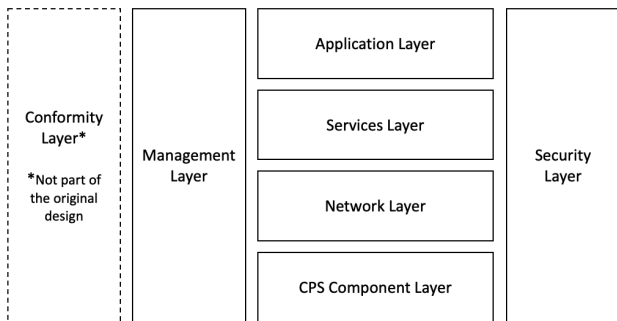 Conformity
Layer*
*Not part of
the original
design
Management
Layer
Application Layer
Services Layer
Network Layer
CPS Component Layer
Security
Layer